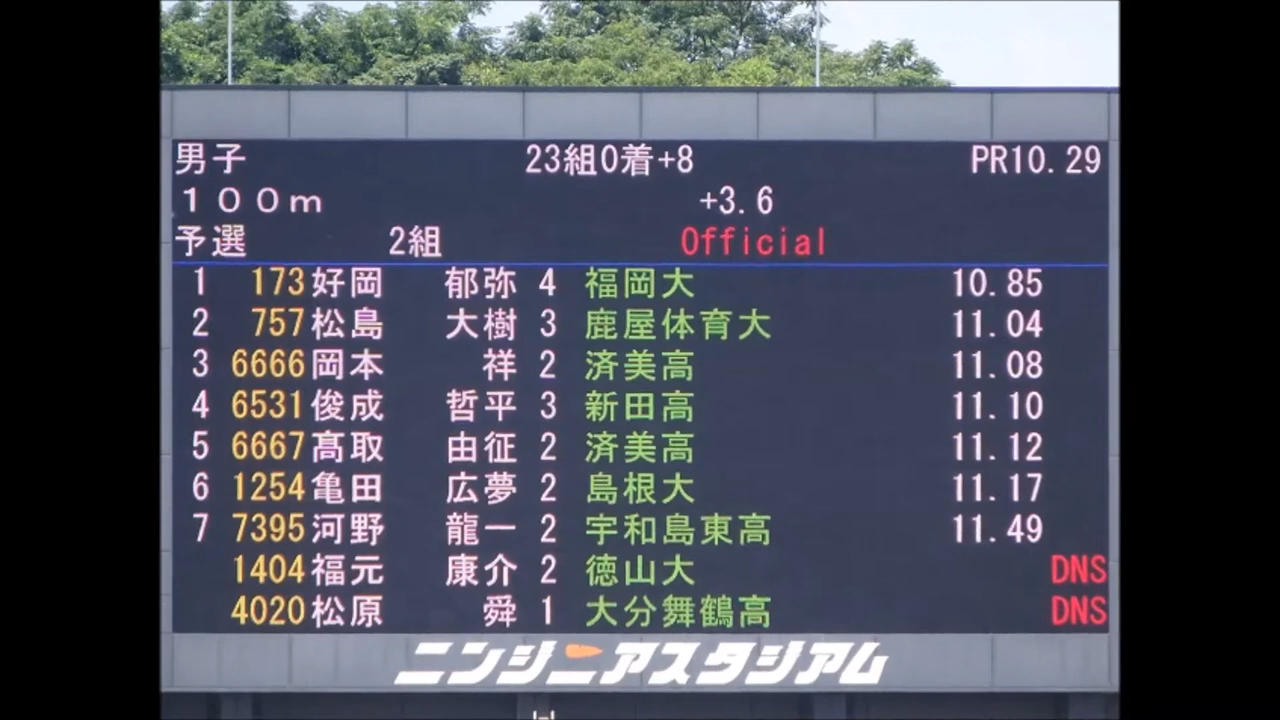 男子 23組0着+8 PR10.29
１００ｍ +3.6
予選 2組 Official
1 173 好岡 郁弥 4 福岡大 10.85
2 757 松島 大樹 3 鹿屋体育大 11.04
3 6666 岡本 祥 2 済美高 11.08
4 6531 俊成 哲平 3 新田高 11.10
5 6667 髙取 由征 2 済美高 11.12
6 1254 亀田 広夢 2 島根大 11.17
7 7395 河野 龍一 2 宇和島東高 11.49
1404 福元 康介 2 徳山大 DNS
4020 松原 舜 1 大分舞鶴高 DNS
ニンジニアスタジアム